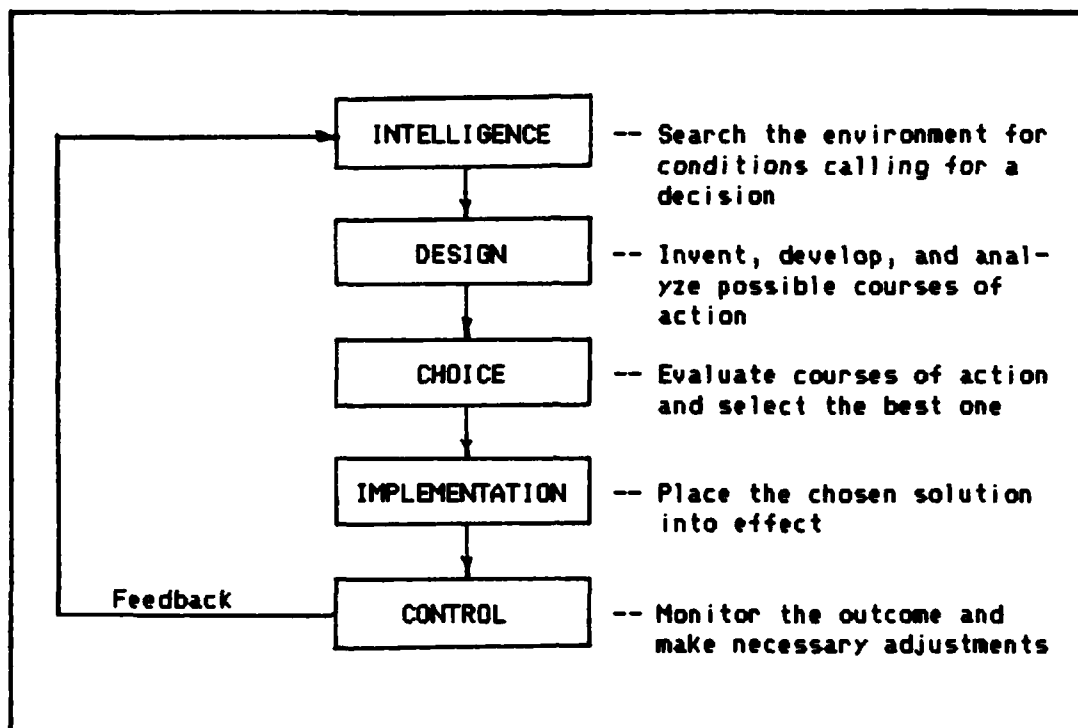 INTELLIGENCE
-- Search the environment for
conditions calling for a
decision
DESIGN
-- Invent, develop, and anal-
yze possible courses of
action
CHOICE
-- Evaluate courses of action
and select the best one
IMPLEMENTATION
-- Place the chosen solution
into effect
Feedback
CONTROL
-- Monitor the outcome and
make necessary adjustments